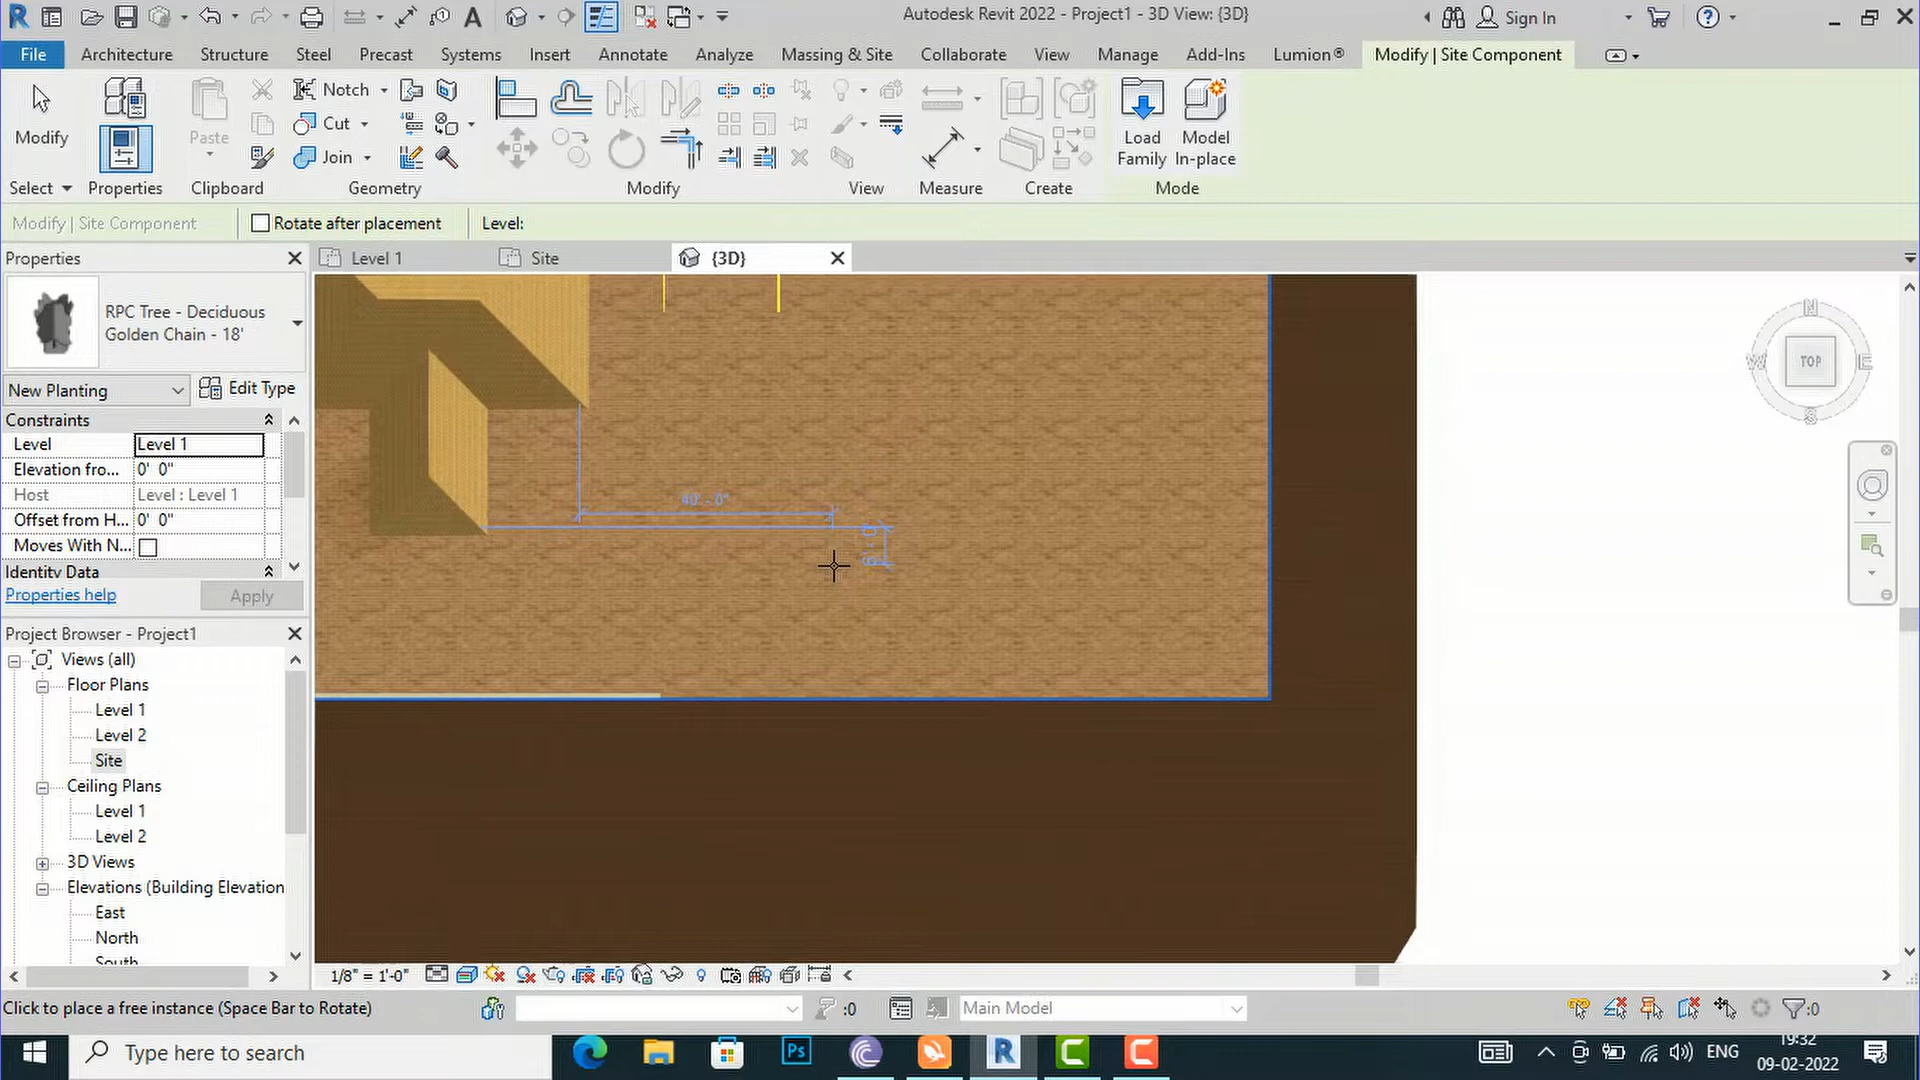 Autodesk Revit 2022 - Project1 - 3D View: {3D}
Sign In
File
Architecture
Structure
Steel
Precast
Systems
Insert
Annotate
Analyze
Massing & Site
Collaborate
View
Manage
Add-Ins
Lumion®
Modify | Site Component
Modify
Paste
Notch
Cut
Join
Load Family
Model In-place
Select
Properties
Clipboard
Geometry
Modify
View
Measure
Create
Mode
Modify | Site Component
Rotate after placement
Level:
Properties
Level 1
Site
{3D}
RPC Tree - Deciduous
Golden Chain - 18'
New Planting
Edit Type
Constraints
Level
Level 1
Elevation fro...
0' 0"
Host
Level : Level 1
Offset from H...
0' 0"
Moves With N...
Identity Data
Properties help
Apply
40' - 0"
TOP
N
W
E
S
Project Browser - Project1
Views (all)
Floor Plans
Level 1
Level 2
Site
Ceiling Plans
Level 1
Level 2
3D Views
Elevations (Building Elevation
East
North
South
1/8" = 1'-0"
Click to place a free instance (Space Bar to Rotate)
:0
Main Model
:0
Type here to search
Ps
ENG
19:32
09-02-2022